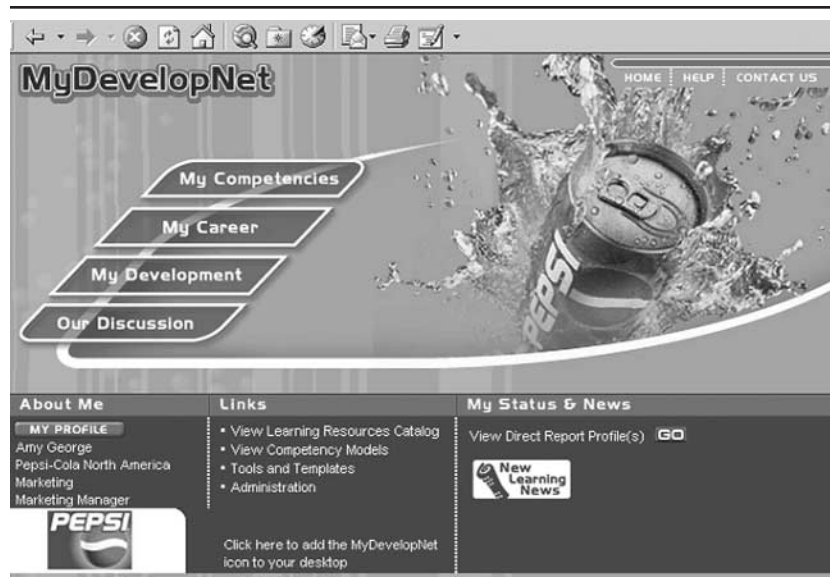 MyDevelopNet
HOME HELP CONTACT US
My Competencies
My Career
My Development
Our Discussion
PEPSI
About Me
MY PROFILE
Amy George
Pepsi-Cola North America
Marketing
Marketing Manager
PEPSI
Links
• View Learning Resources Catalog
• View Competency Models
• Tools and Templates
• Administration
Click here to add the MyDevelopNet
icon to your desktop
My Status & News
View Direct Report Profile(s) GO
New
Learning
News